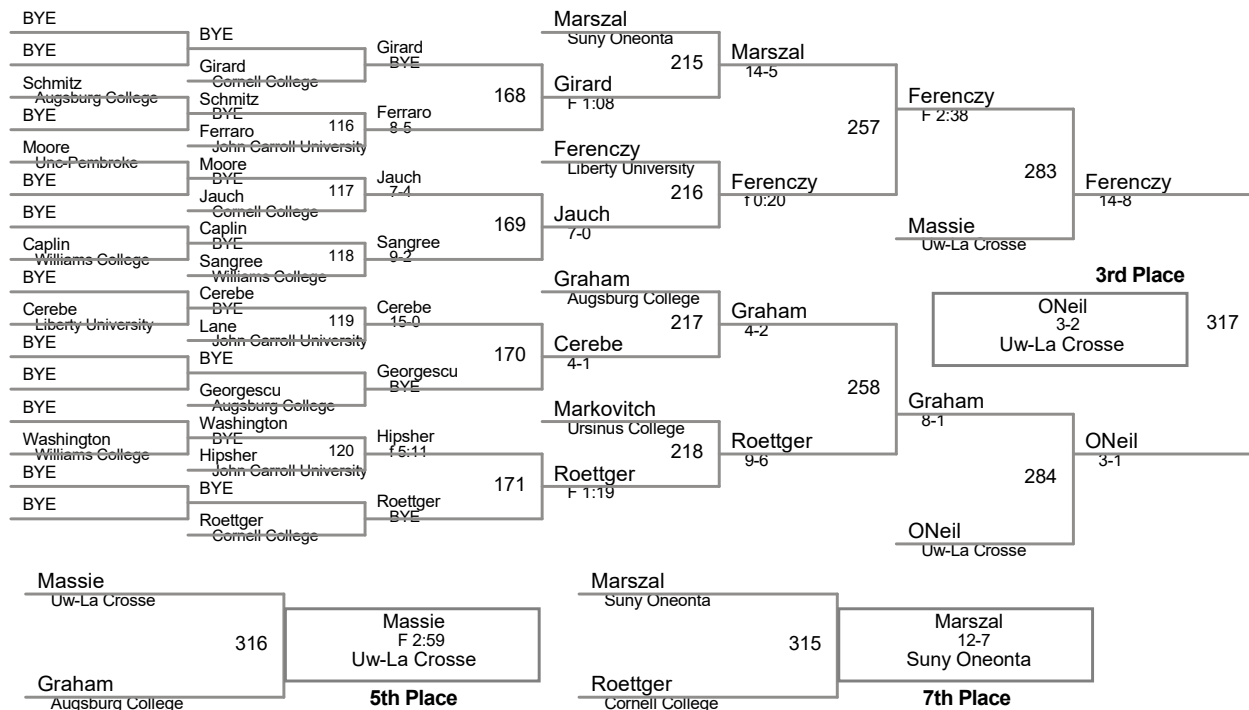 BYE
BYE
Schmitz
Augsburg College
BYE
Moore
Unc-Pembroke
BYE
BYE
Caplin
Williams College
BYE
Cerebe
Liberty University
BYE
BYE
BYE
Washington
Williams College
BYE
BYE
BYE
Girard
Cornell College
Schmitz
BYE
116
Ferraro
John Carroll University
Moore
BYE
117
Jauch
Cornell College
Caplin
BYE
118
Sangree
Williams College
Cerebe
BYE
119
Lane
John Carroll University
BYE
Georgescu
Augsburg College
Washington
BYE
120
Hipsher
John Carroll University
BYE
Roettger
Cornell College
Girard
BYE
168
Ferraro
8-5
Jauch
7-4
169
Sangree
9-2
Cerebe
15-0
170
Georgescu
BYE
Hipsher
f 5:11
171
Roettger
BYE
Marszal
Suny Oneonta
215
Girard
F 1:08
Ferenczy
Liberty University
216
Jauch
7-0
Graham
Augsburg College
217
Cerebe
4-1
Markovitch
Ursinus College
218
Roettger
F 1:19
Marszal
14-5
257
Ferenczy
f 0:20
Graham
4-2
258
Roettger
9-6
Ferenczy
F 2:38
283
Massie
Uw-La Crosse
Graham
8-1
284
ONeil
Uw-La Crosse
Ferenczy
14-8
3rd Place
ONeil
3-2
Uw-La Crosse
317
ONeil
3-1
Massie
Uw-La Crosse
316
Graham
Augsburg College
Massie
F 2:59
Uw-La Crosse
5th Place
Marszal
Suny Oneonta
315
Roettger
Cornell College
Marszal
12-7
Suny Oneonta
7th Place